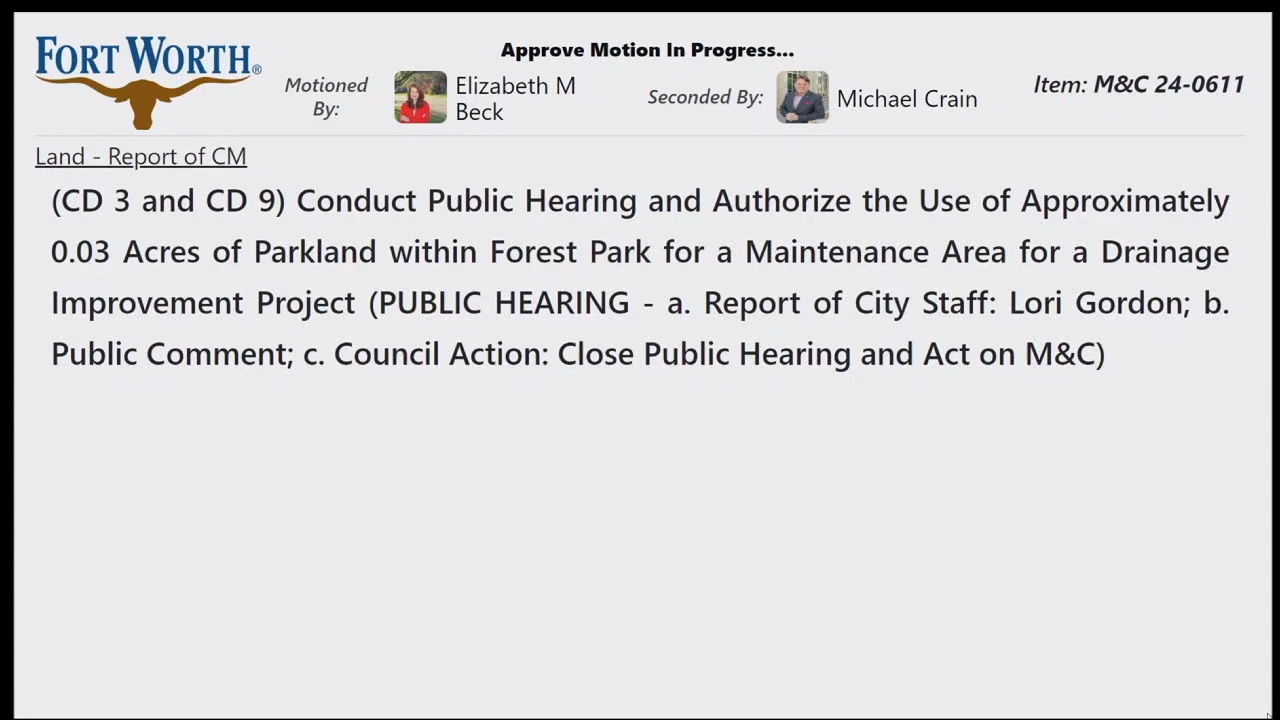 FORT WORTH®
Approve Motion In Progress...
Motioned By:
Elizabeth M Beck
Seconded By:
Michael Crain
Item: M&C 24-0611
Land - Report of CM
(CD 3 and CD 9) Conduct Public Hearing and Authorize the Use of Approximately
0.03 Acres of Parkland within Forest Park for a Maintenance Area for a Drainage
Improvement Project (PUBLIC HEARING - a. Report of City Staff: Lori Gordon; b.
Public Comment; c. Council Action: Close Public Hearing and Act on M&C)